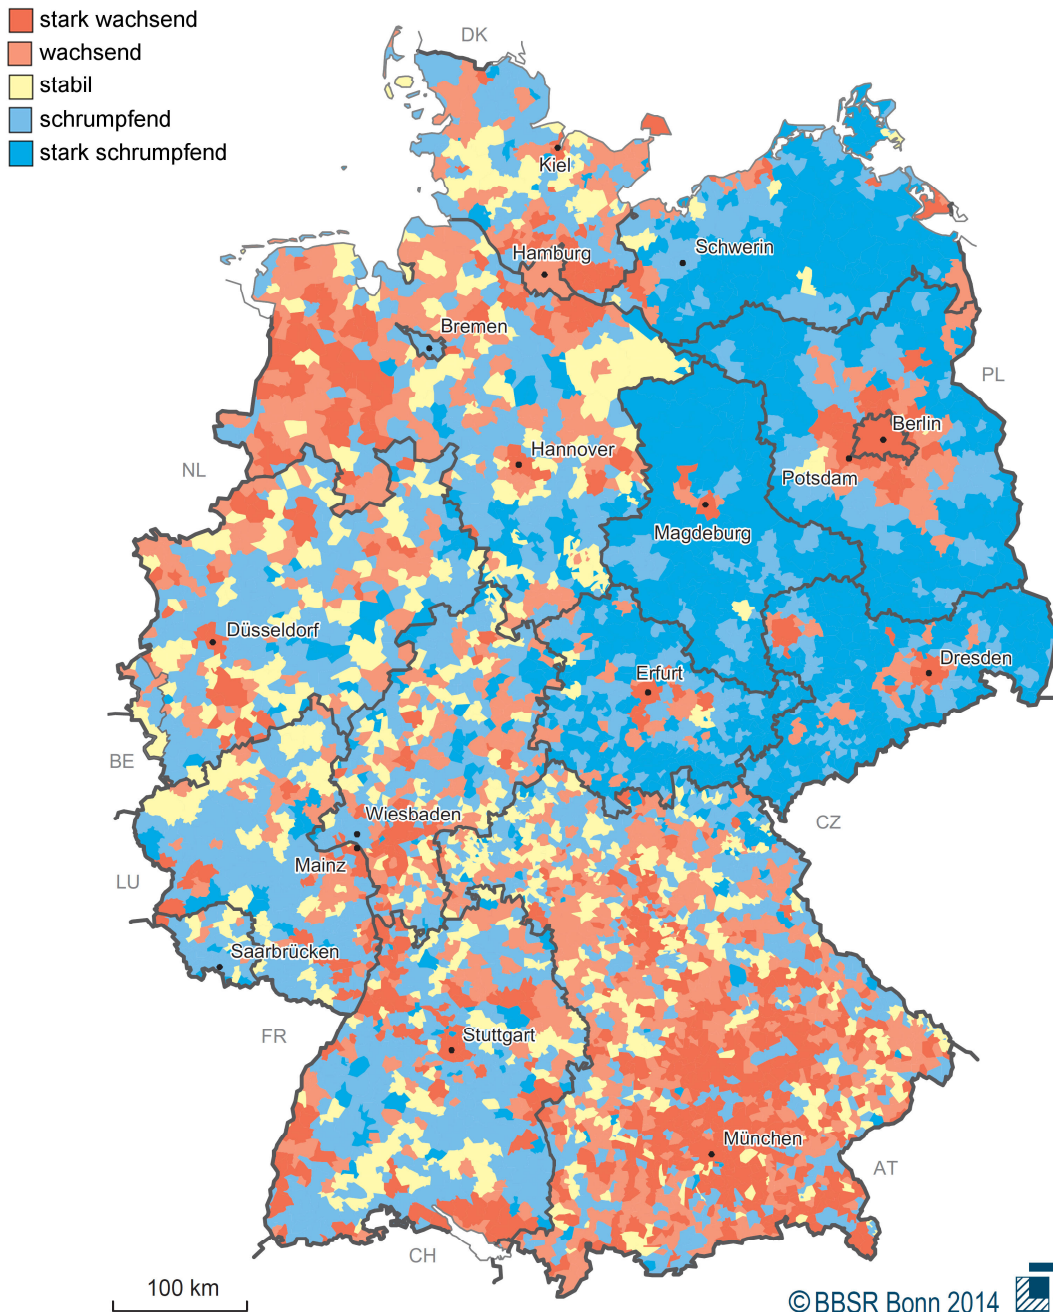 stark wachsend
wachsend
stabil
schrumpfend
stark schrumpfend
DK
Kiel
Schwerin
Hamburg
Bremen
PL
Berlin
Hannover
NL
Potsdam
Magdeburg
Düsseldorf
Dresden
Erfurt
BE
Wiesbaden
CZ
Mainz
LU
Saarbrücken
FR
Stuttgart
München
AT
CH
100 km
© BBSR Bonn 2014